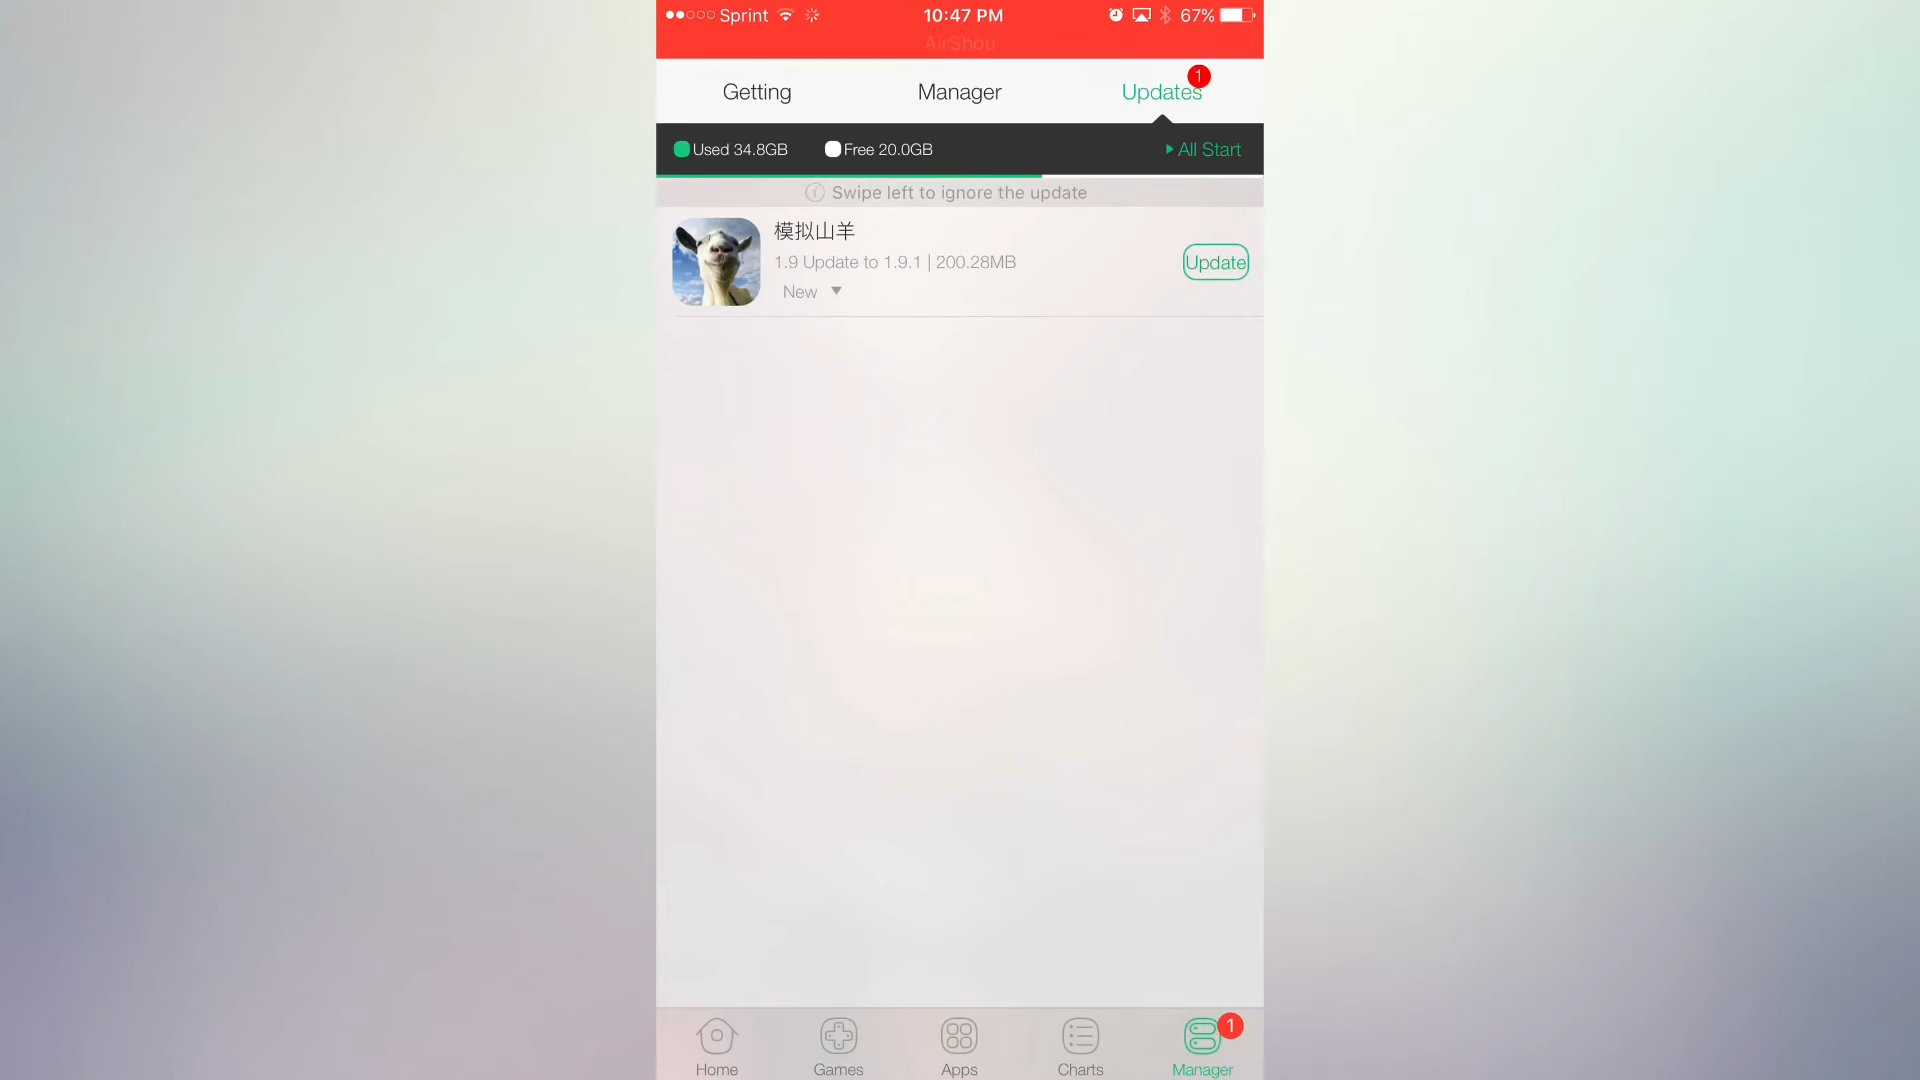 Sprint 10:47 PM 67%
AirShou
Getting Manager Updates 1
Used 34.8GB Free 20.0GB All Start
Swipe left to ignore the update
模拟山羊
1.9 Update to 1.9.1 | 200.28MB
Update
New
1
Home Games Apps Charts Manager